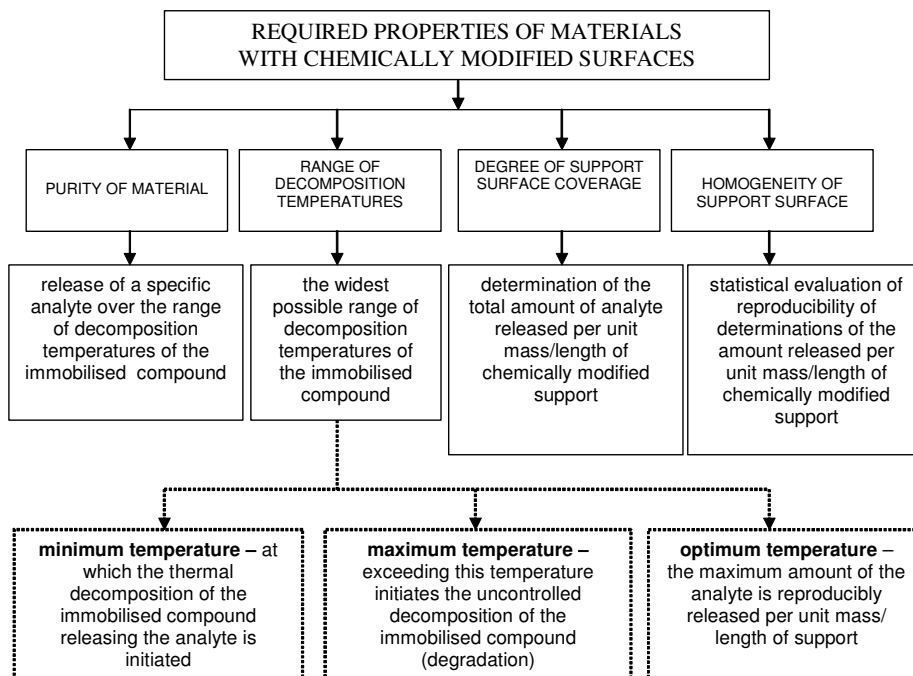 REQUIRED PROPERTIES OF MATERIALS
WITH CHEMICALLY MODIFIED SURFACES
PURITY OF MATERIAL
RANGE OF
DECOMPOSITION
TEMPERATURES
DEGREE OF SUPPORT
SURFACE COVERAGE
HOMOGENEITY OF
SUPPORT SURFACE
release of a specific
analyte over the range
of decomposition
temperatures of the
immobilised compound
the widest
possible range of
decomposition
temperatures of
the immobilised
compound
determination of the
total amount of analyte
released per unit
mass/length of
chemically modified
support
statistical evaluation of
reproducibility of
determinations of the
amount released per
unit mass/length of
chemically modified
support
minimum temperature – at
which the thermal
decomposition of the
immobilised compound
releasing the analyte is
initiated
maximum temperature –
exceeding this temperature
initiates the uncontrolled
decomposition of the
immobilised compound
(degradation)
optimum temperature –
the maximum amount of the
analyte is reproducibly
released per unit mass/
length of support